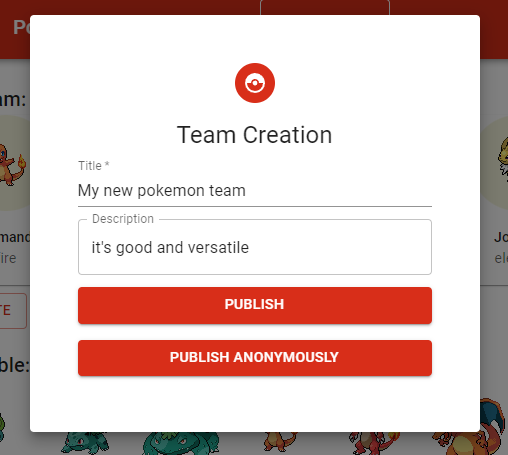 Po
am:
Team Creation
Title *
My new pokemon team
Description
it's good and versatile
mand
Jo
ire
ele
PUBLISH
TE
PUBLISH ANONYMOUSLY
ble: